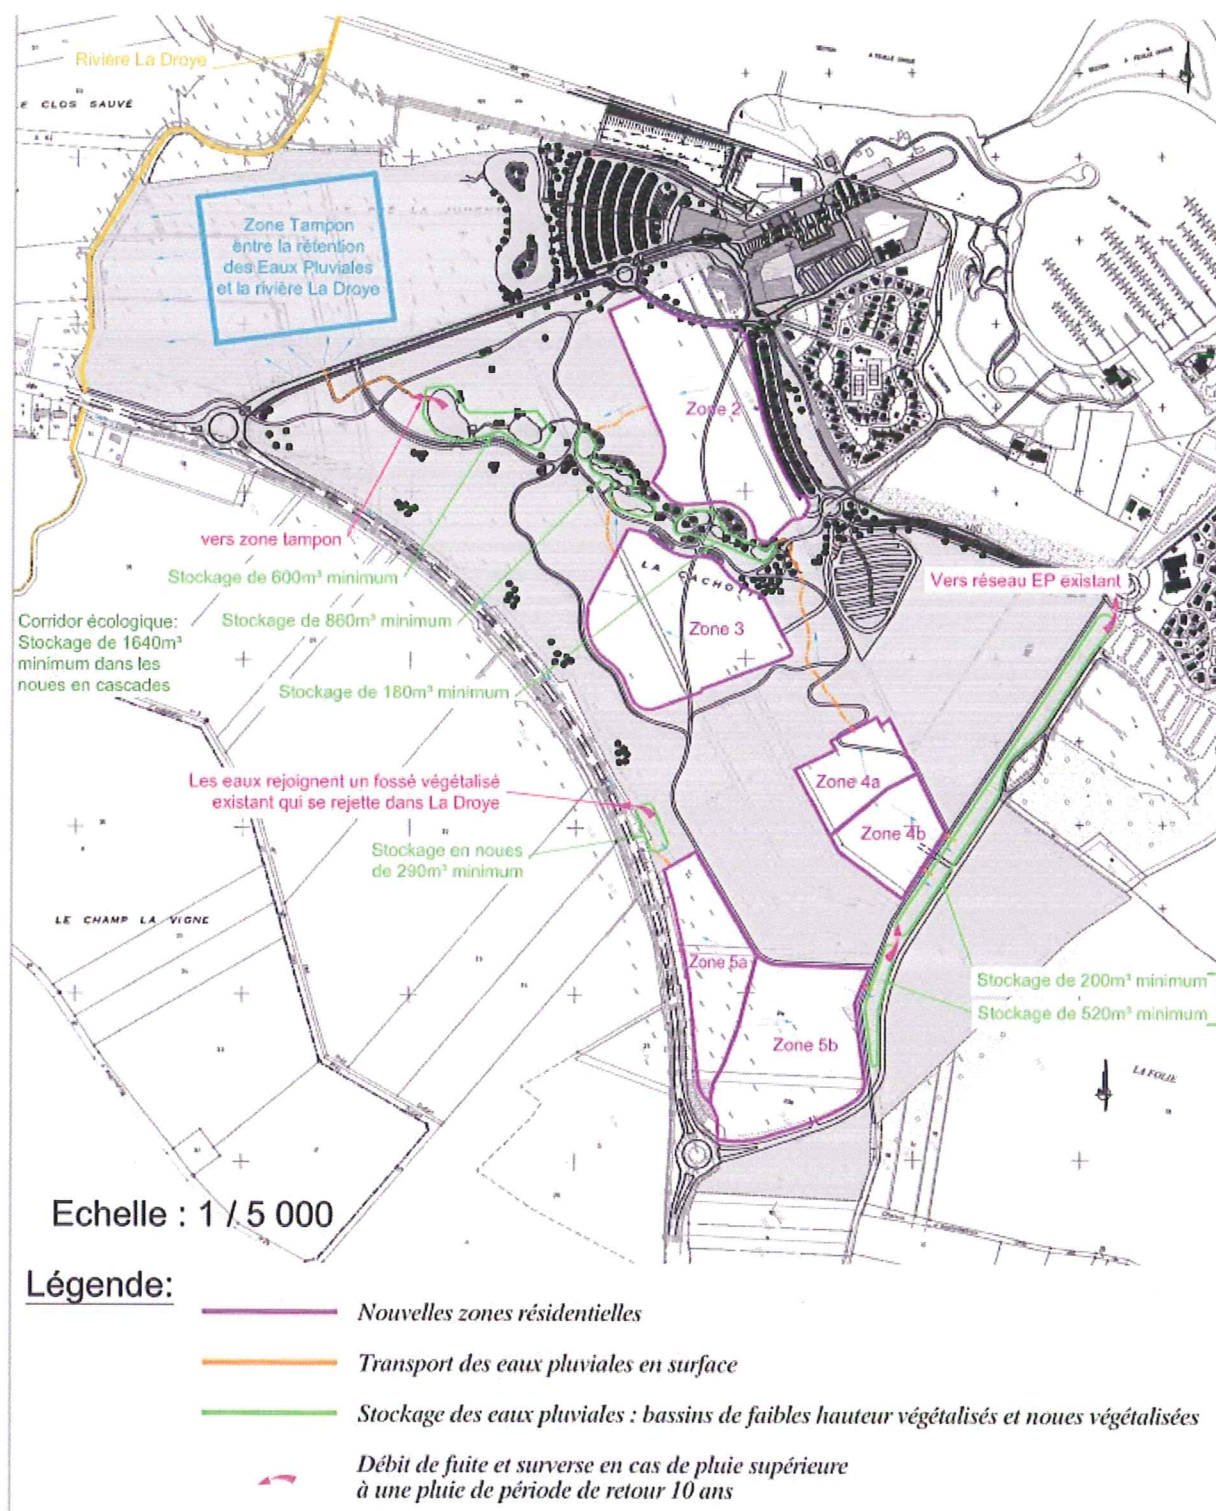 Rivière La Droye
E CLOS SAUVÉ
SECTION A FEUILLE UNIQUE
SECTION A FEUILLE UNIQUE
Zone Tampon
entre la rétention
des Eaux Pluviales
et la rivière La Droye
Zone 2
vers zone tampon
Stockage de 600m³ minimum
Vers réseau EP existant
LA CACHOTTE
Corridor écologique:
Stockage de 1640m³
minimum dans les
noues en cascades
Stockage de 860m³ minimum
Zone 3
Stockage de 180m³ minimum
Les eaux rejoignent un fossé végétalisé
existant qui se rejette dans La Droye
Zone 4a
Zone 4b
Stockage en noues
de 290m³ minimum
LE CHAMP LA VIGNE
Zone 5a
Stockage de 200m³ minimum
Stockage de 520m³ minimum
Zone 5b
LA FOLIE
Echelle : 1 / 5 000
Légende:
Nouvelles zones résidentielles
Transport des eaux pluviales en surface
Stockage des eaux pluviales : bassins de faibles hauteur végétalisés et noues végétalisées
Débit de fuite et surverse en cas de pluie supérieure
à une pluie de période de retour 10 ans